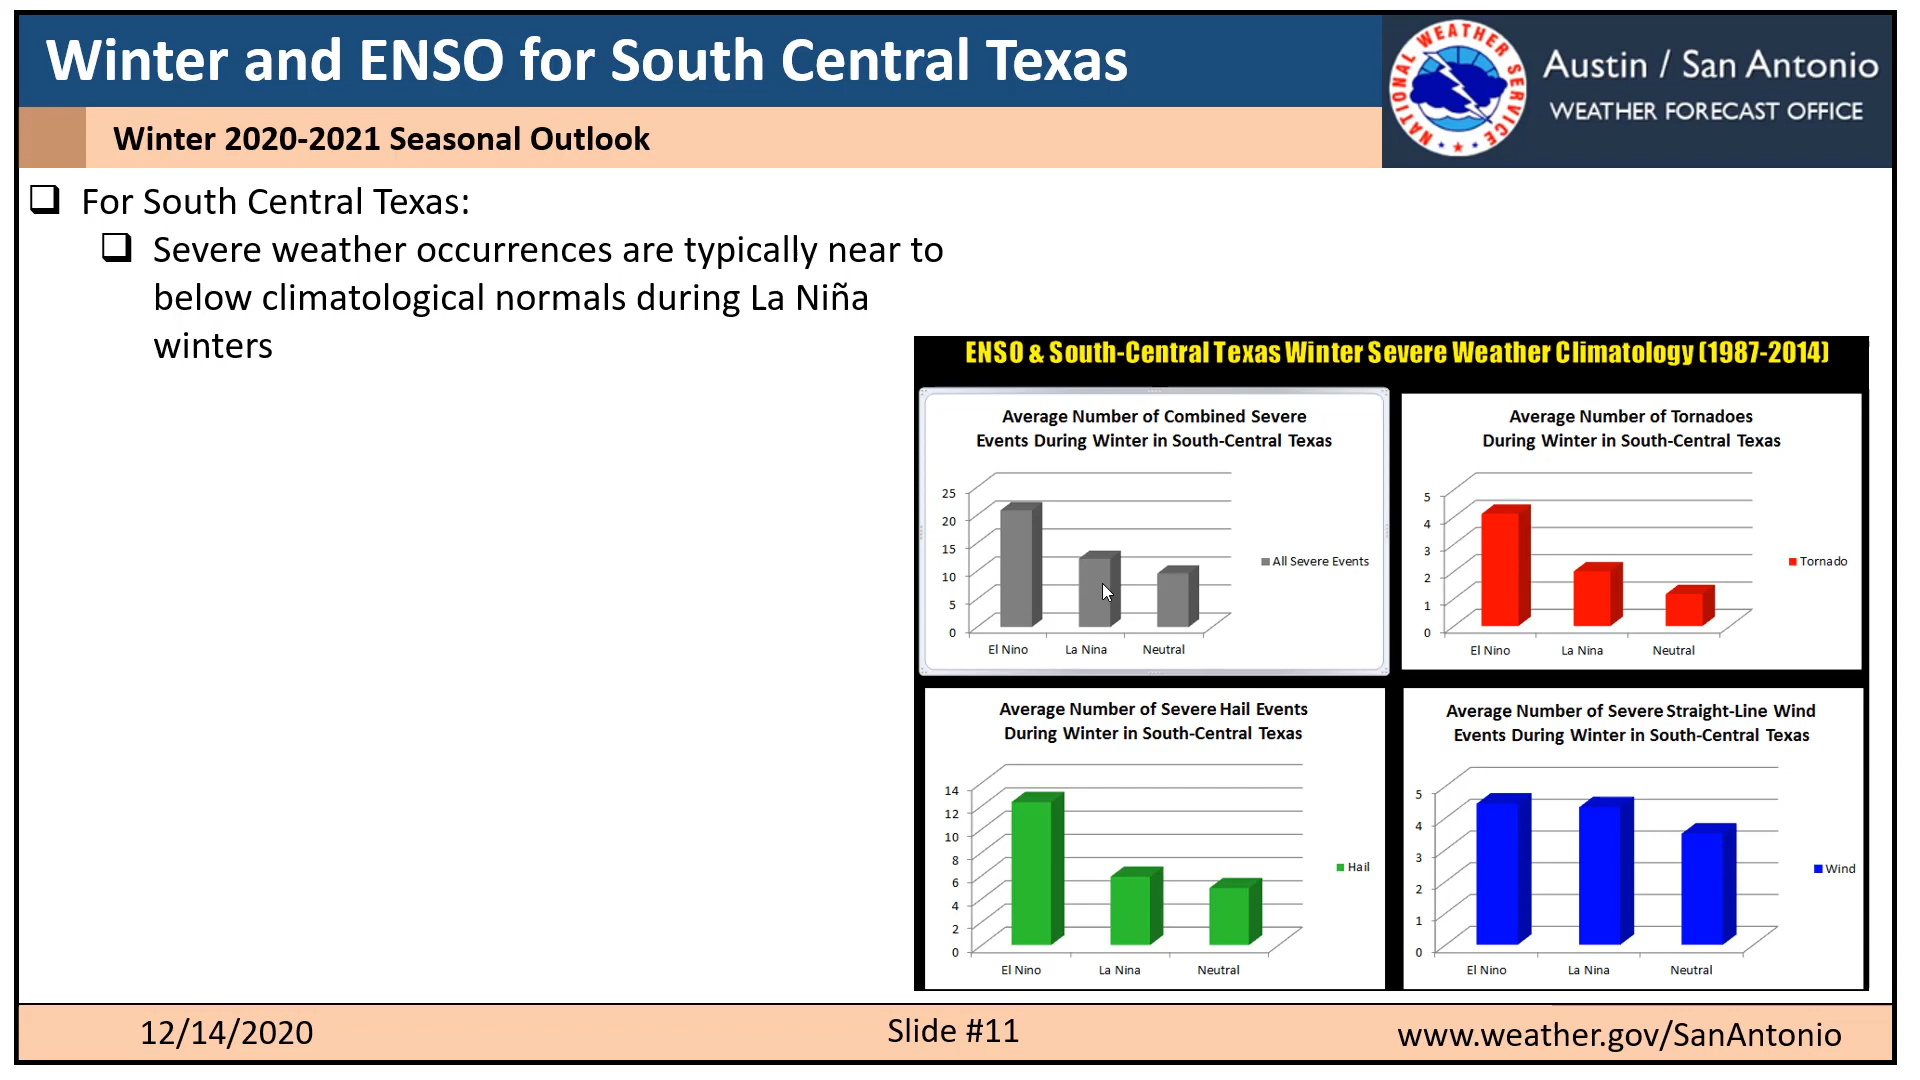 Winter and ENSO for South Central Texas
NATIONAL WEATHER SERVICE
Austin / San Antonio
WEATHER FORECAST OFFICE
Winter 2020-2021 Seasonal Outlook
For South Central Texas:
Severe weather occurrences are typically near to
below climatological normals during La Niña
winters
ENSO & South-Central Texas Winter Severe Weather Climatology (1987-2014)
Average Number of Combined Severe
Events During Winter in South-Central Texas
25
20
15
10
5
0
El Nino La Nina Neutral
All Severe Events
Average Number of Tornadoes
During Winter in South-Central Texas
5
4
3
2
1
0
El Nino La Nina Neutral
Tornado
Average Number of Severe Hail Events
During Winter in South-Central Texas
14
12
10
8
6
4
2
0
El Nino La Nina Neutral
Hail
Average Number of Severe Straight-Line Wind
Events During Winter in South-Central Texas
5
4
3
2
1
0
El Nino La Nina Neutral
Wind
12/14/2020
Slide #11
www.weather.gov/SanAntonio